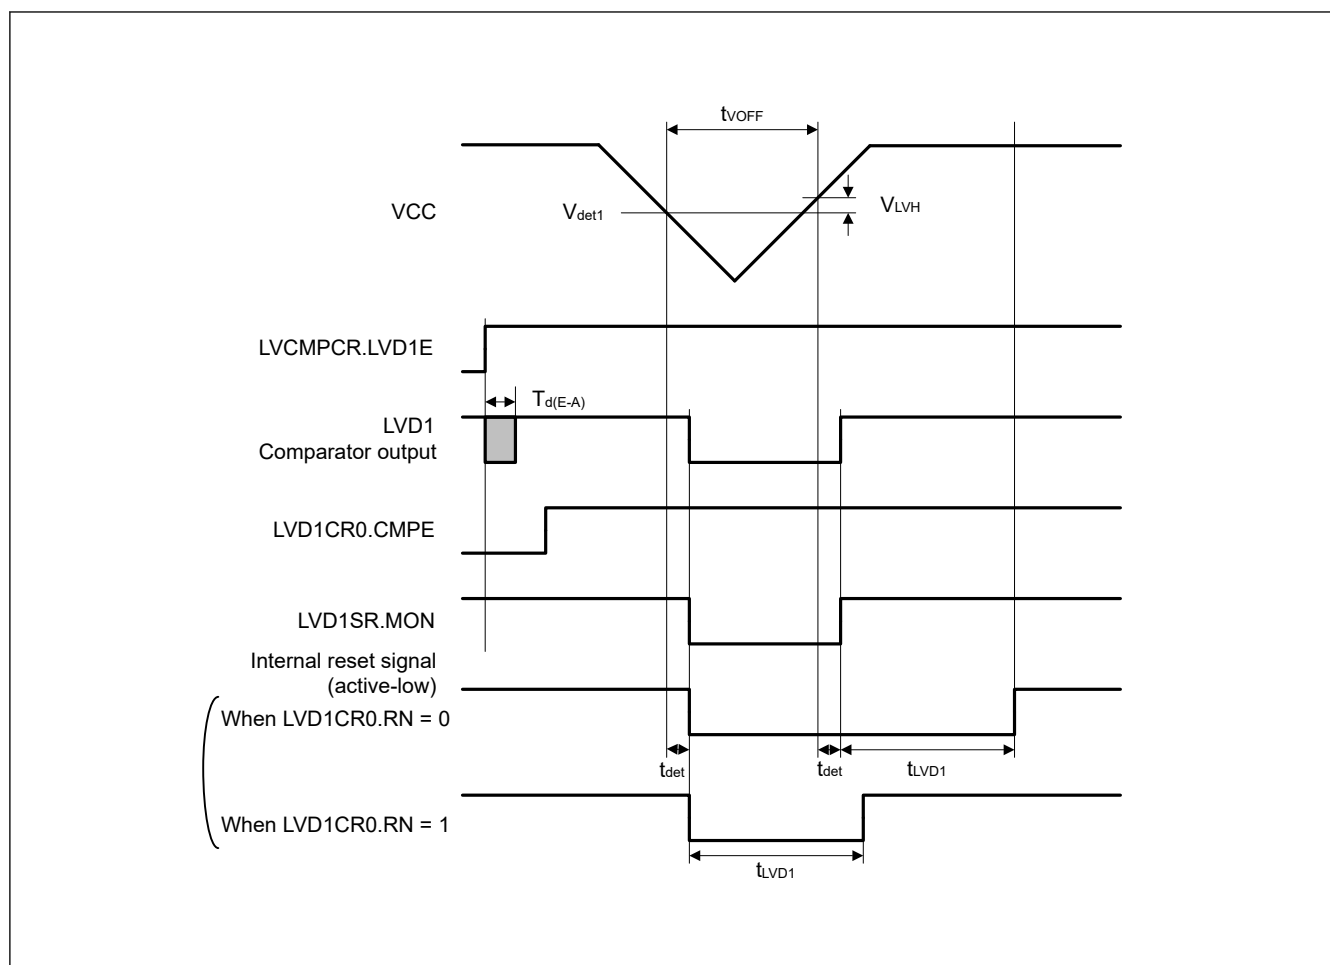 tVOFF
VCC
Vdet1
VLVH
LVCMPCR.LVD1E
Td(E-A)
LVD1
Comparator output
LVD1CR0.CMPE
LVD1SR.MON
Internal reset signal
(active-low)
When LVD1CR0.RN = 0
tdet
tdet
tLVD1
When LVD1CR0.RN = 1
tLVD1